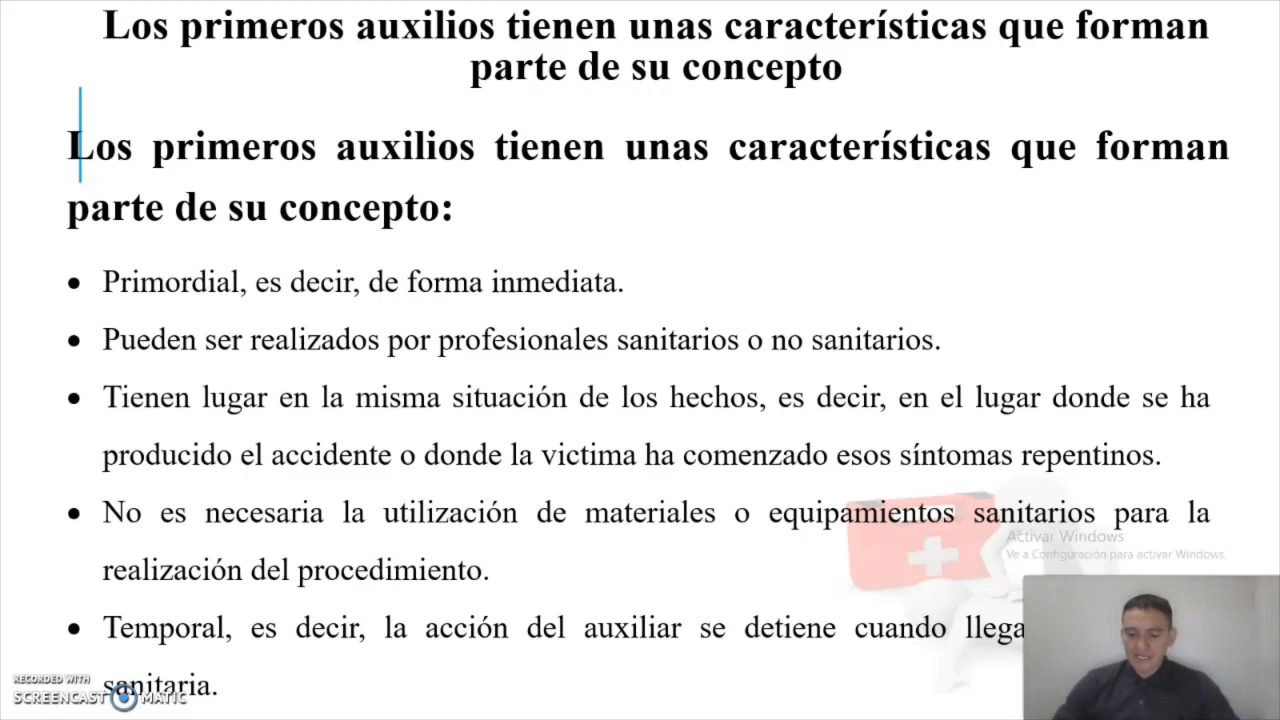 Los primeros auxilios tienen unas características que forman
parte de su concepto
Los primeros auxilios tienen unas características que forman
parte de su concepto:
• Primordial, es decir, de forma inmediata.
• Pueden ser realizados por profesionales sanitarios o no sanitarios.
• Tienen lugar en la misma situación de los hechos, es decir, en el lugar donde se ha
producido el accidente o donde la victima ha comenzado esos síntomas repentinos.
• No es necesaria la utilización de materiales o equipamientos sanitarios para la
realización del procedimiento.
Activar Windows
Ve a Configuración para activar Windows.
• Temporal, es decir, la acción del auxiliar se detiene cuando llega
sanitaria.
RECORDED WITH
SCREENCAST MATIC